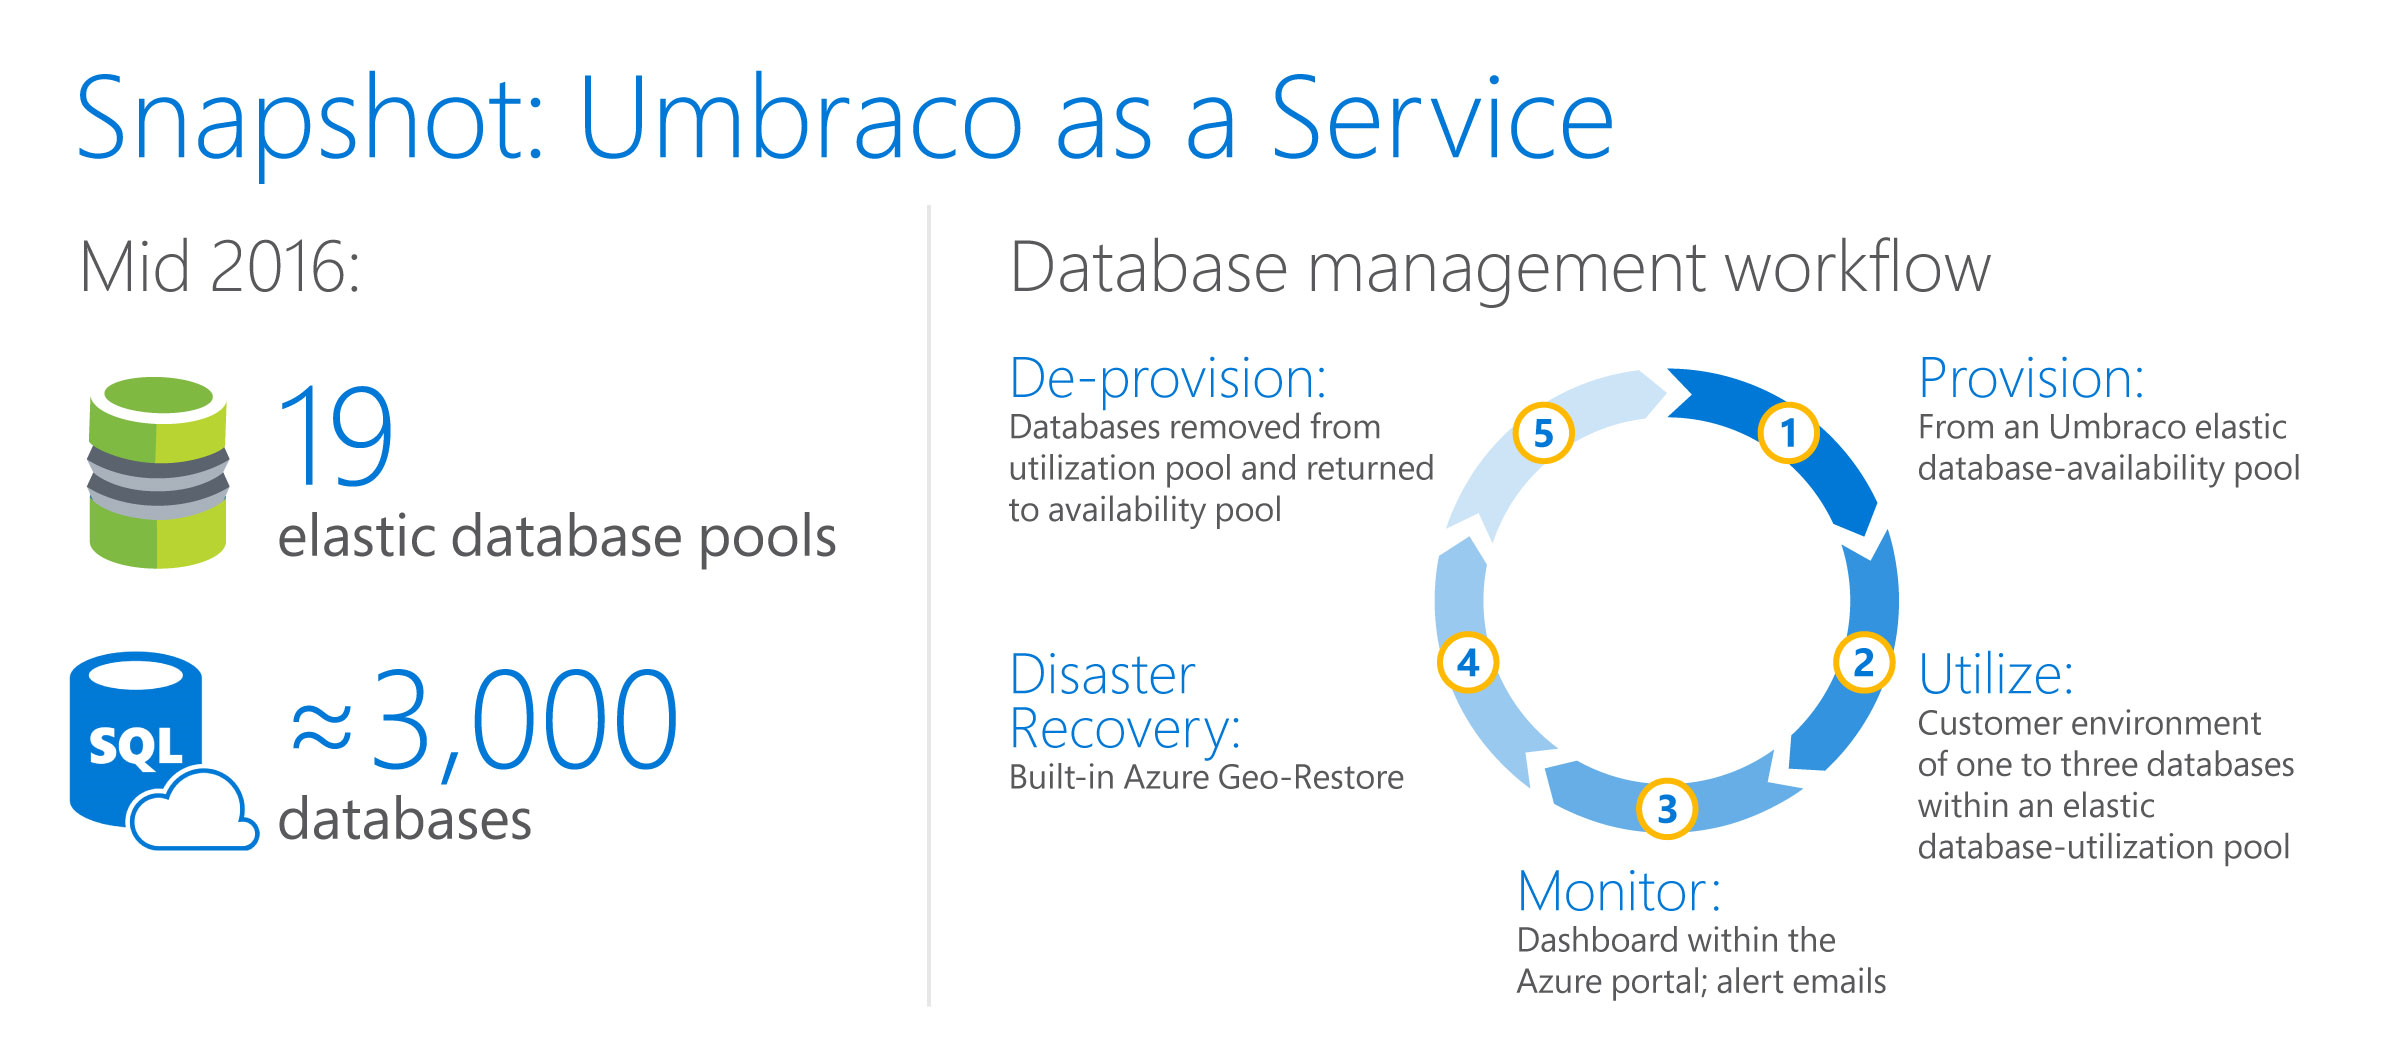 Snapshot: Umbraco as a Service
Mid 2016:
19
elastic database pools
SQL
≈3,000
databases
Database management workflow
1
Provision:
From an Umbraco elastic
database-availability pool
2
Utilize:
Customer environment
of one to three databases
within an elastic
database-utilization pool
3
Monitor:
Dashboard within the
Azure portal; alert emails
4
Disaster
Recovery:
Built-in Azure Geo-Restore
5
De-provision:
Databases removed from
utilization pool and returned
to availability pool